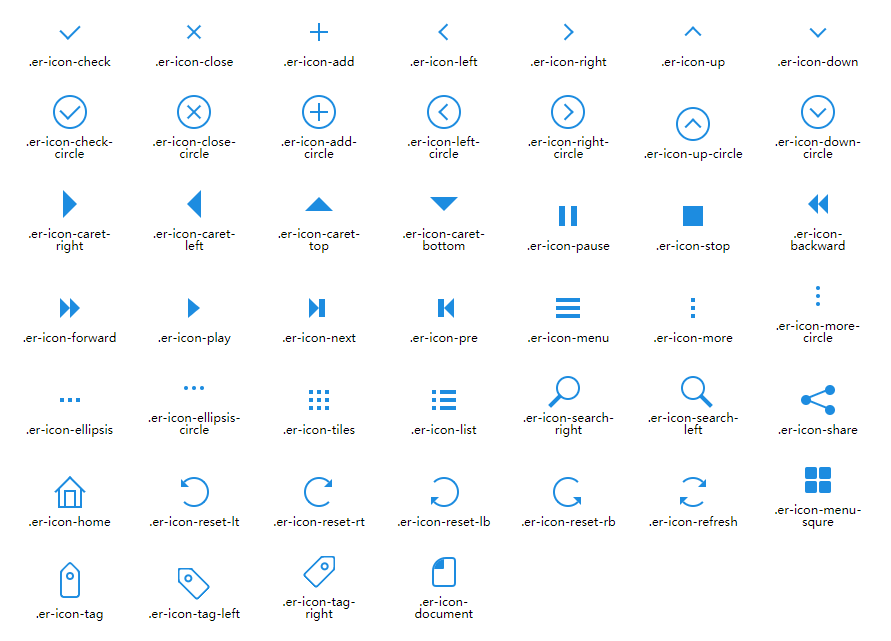 .er-icon-check .er-icon-close .er-icon-add .er-icon-left .er-icon-right .er-icon-up .er-icon-down
.er-icon-check-
circle
.er-icon-close-
circle
.er-icon-add-
circle
.er-icon-left-
circle
.er-icon-right-
circle
.er-icon-up-circle
.er-icon-down-
circle
.er-icon-caret-
right
.er-icon-caret-
left
.er-icon-caret-
top
.er-icon-caret-
bottom
.er-icon-pause
.er-icon-stop
.er-icon-
backward
.er-icon-forward
.er-icon-play
.er-icon-next
.er-icon-pre
.er-icon-menu
.er-icon-more
.er-icon-more-
circle
.er-icon-ellipsis
.er-icon-ellipsis-
circle
.er-icon-tiles
.er-icon-list
.er-icon-search-
right
.er-icon-search-
left
.er-icon-share
.er-icon-home
.er-icon-reset-lt
.er-icon-reset-rt
.er-icon-reset-lb
.er-icon-reset-rb
.er-icon-refresh
.er-icon-menu-
squre
.er-icon-tag
.er-icon-tag-left
.er-icon-tag-
right
.er-icon-
document